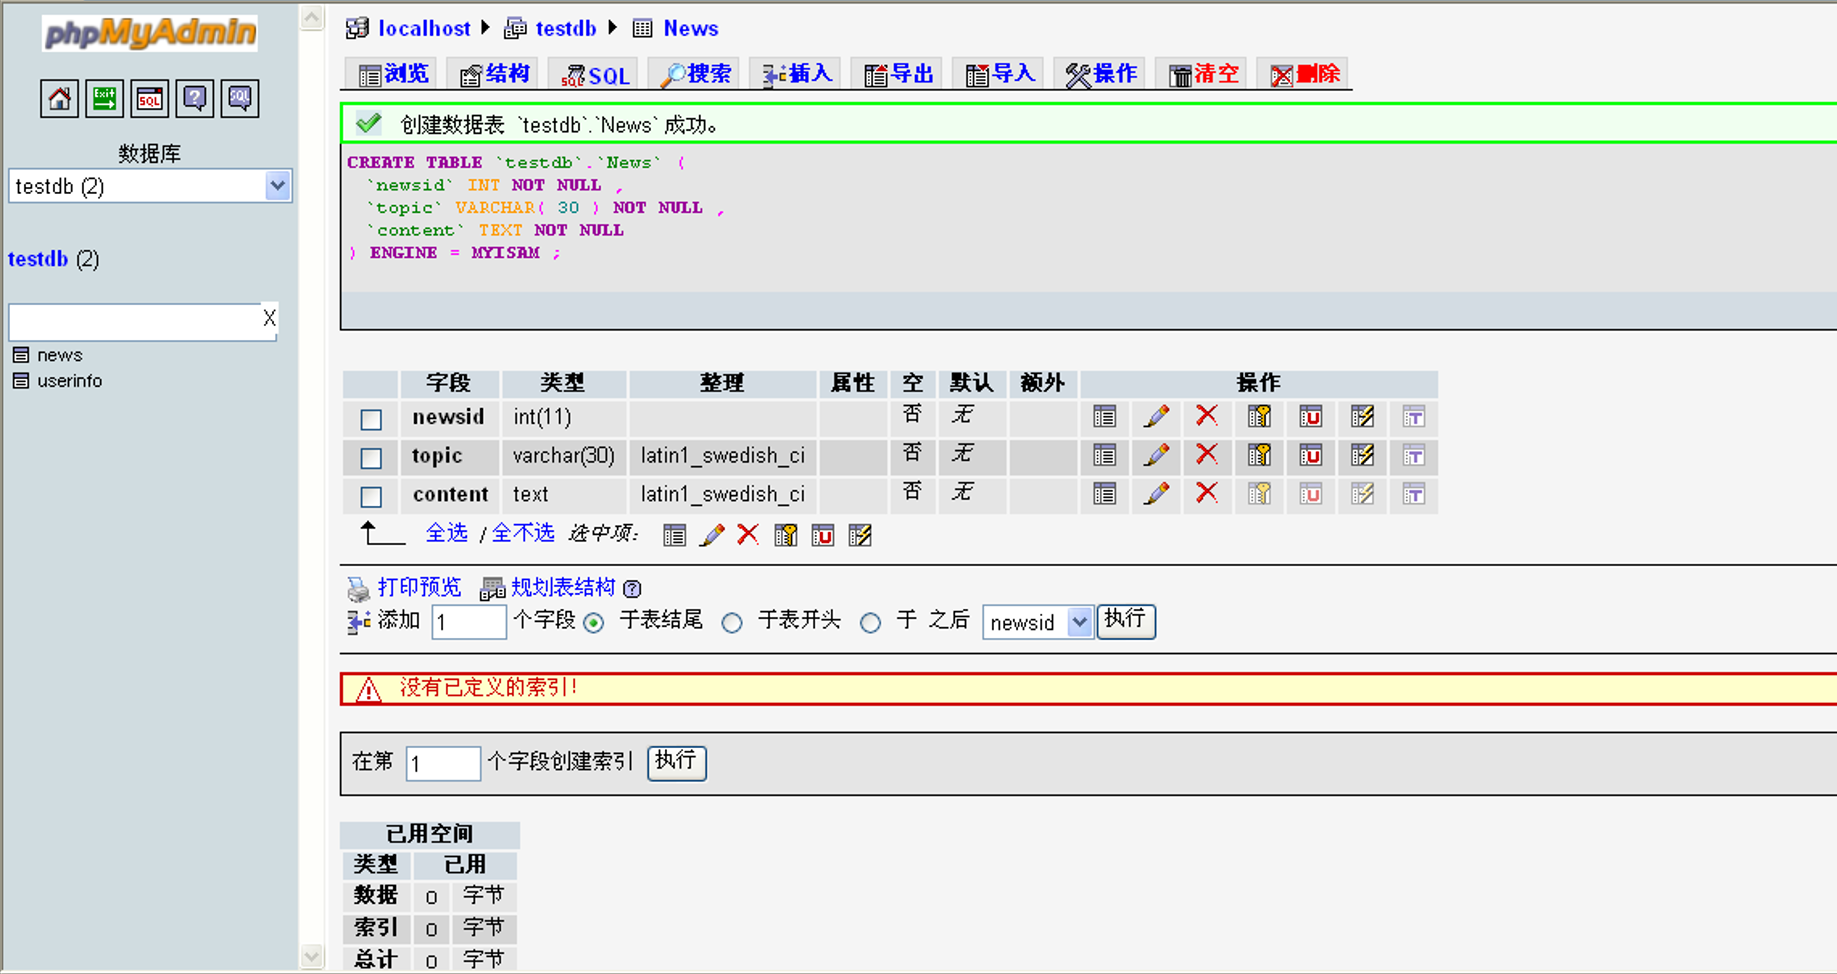 phpMyAdmin
Exit
SQL
?
SQL
数据库
testdb (2)
testdb (2)
X
news
userinfo
localhost testdb News
浏览 结构 SQL 搜索 插入 导出 导入 操作 清空 删除
创建数据表 `testdb`.`News` 成功。
CREATE TABLE `testdb`.`News` (
`newsid` INT NOT NULL ,
`topic` VARCHAR( 30 ) NOT NULL ,
`content` TEXT NOT NULL
) ENGINE = MYISAM ;
字段 类型 整理 属性 空 默认 额外 操作
newsid int(11) 否 无
topic varchar(30) latin1_swedish_ci 否 无
content text latin1_swedish_ci 否 无
全选 / 全不选 选中项:
打印预览 规划表结构 ?
添加 1 个字段 于表结尾 于表开头 于 之后 newsid 执行
没有已定义的索引!
在第 1 个字段创建索引 执行
已用空间
类型 已用
数据 0 字节
索引 0 字节
总计 0 字节